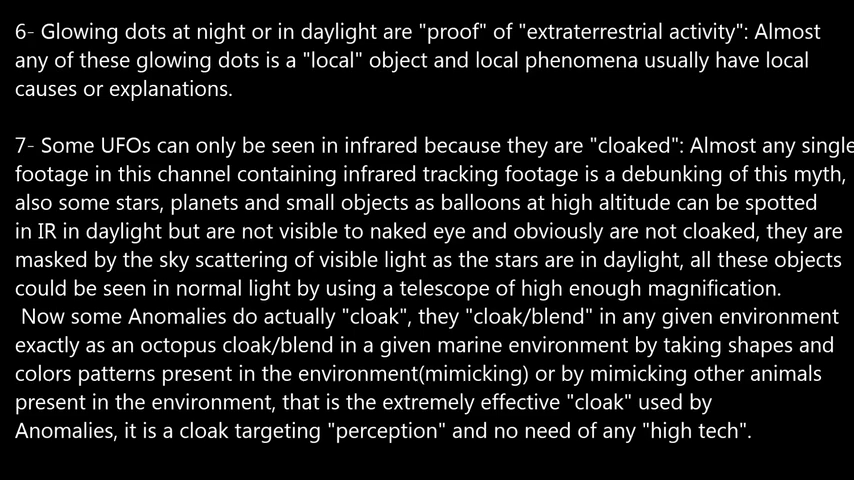 6- Glowing dots at night or in daylight are "proof" of "extraterrestrial activity": Almost
any of these glowing dots is a "local" object and local phenomena usually have local
causes or explanations.
7- Some UFOs can only be seen in infrared because they are "cloaked": Almost any single
footage in this channel containing infrared tracking footage is a debunking of this myth,
also some stars, planets and small objects as balloons at high altitude can be spotted
in IR in daylight but are not visible to naked eye and obviously are not cloaked, they are
masked by the sky scattering of visible light as the stars are in daylight, all these objects
could be seen in normal light by using a telescope of high enough magnification.
Now some Anomalies do actually "cloak", they "cloak/blend" in any given environment
exactly as an octopus cloak/blend in a given marine environment by taking shapes and
colors patterns present in the environment(mimicking) or by mimicking other animals
present in the environment, that is the extremely effective "cloak" used by
Anomalies, it is a cloak targeting "perception" and no need of any "high tech".